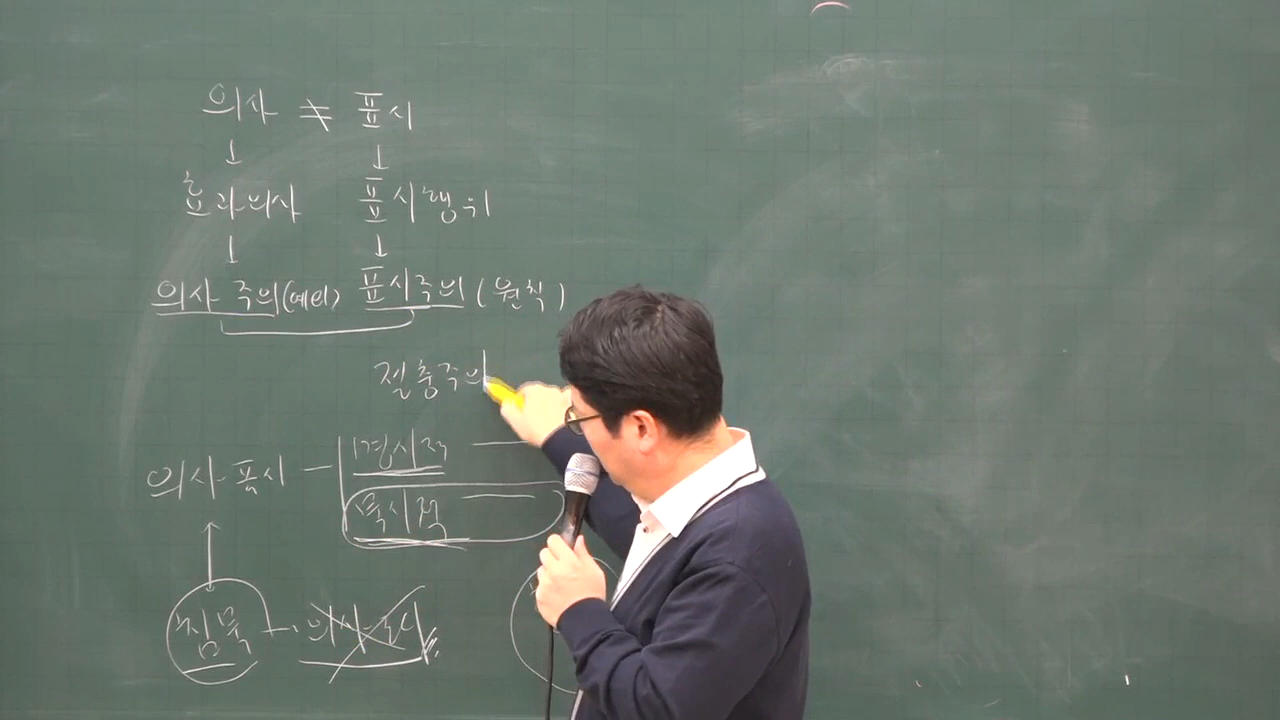 의사 ≠ 표시
↓ ↓
효과의사 표시행위
↓ ↓
의사주의(예외) 표시주의(원칙)
절충주의
의사표시 — 명시적 —
묵시적 —
침묵 — 의사표시